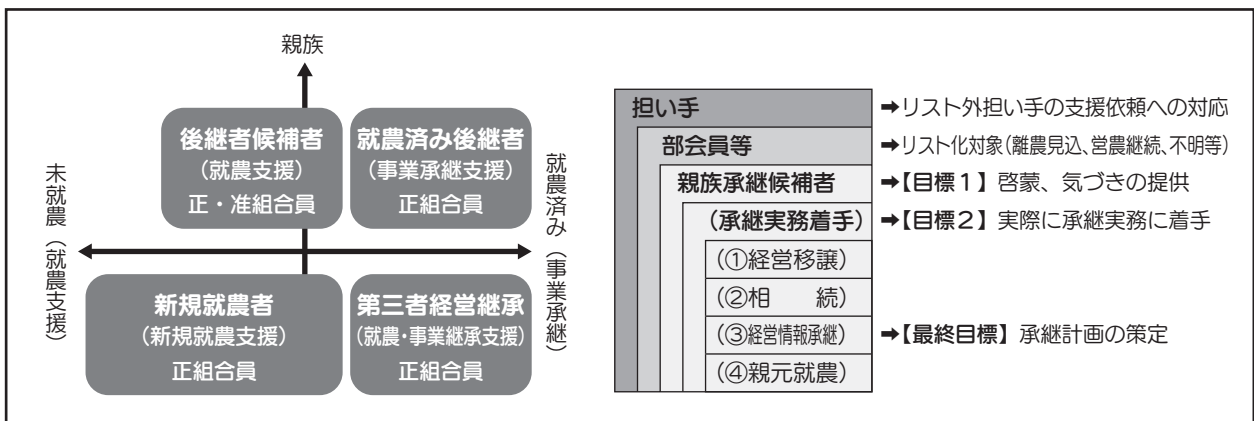 親族
未就農（就農支援）
後継者候補者
（就農支援）
正・准組合員
就農済み後継者
（事業承継支援）
正組合員
新規就農者
（新規就農支援）
正組合員
第三者経営継承
（就農・事業継承支援）
正組合員
就農済み（事業承継）
担い手
➡リスト外担い手の支援依頼への対応
部会員等
➡リスト化対象（離農見込、営農継続、不明等）
親族承継候補者
➡【目標１】啓蒙、気づきの提供
（承継実務着手）
➡【目標２】実際に承継実務に着手
（①経営移譲）
（②相　　続）
（③経営情報承継）
➡【最終目標】承継計画の策定
（④親元就農）